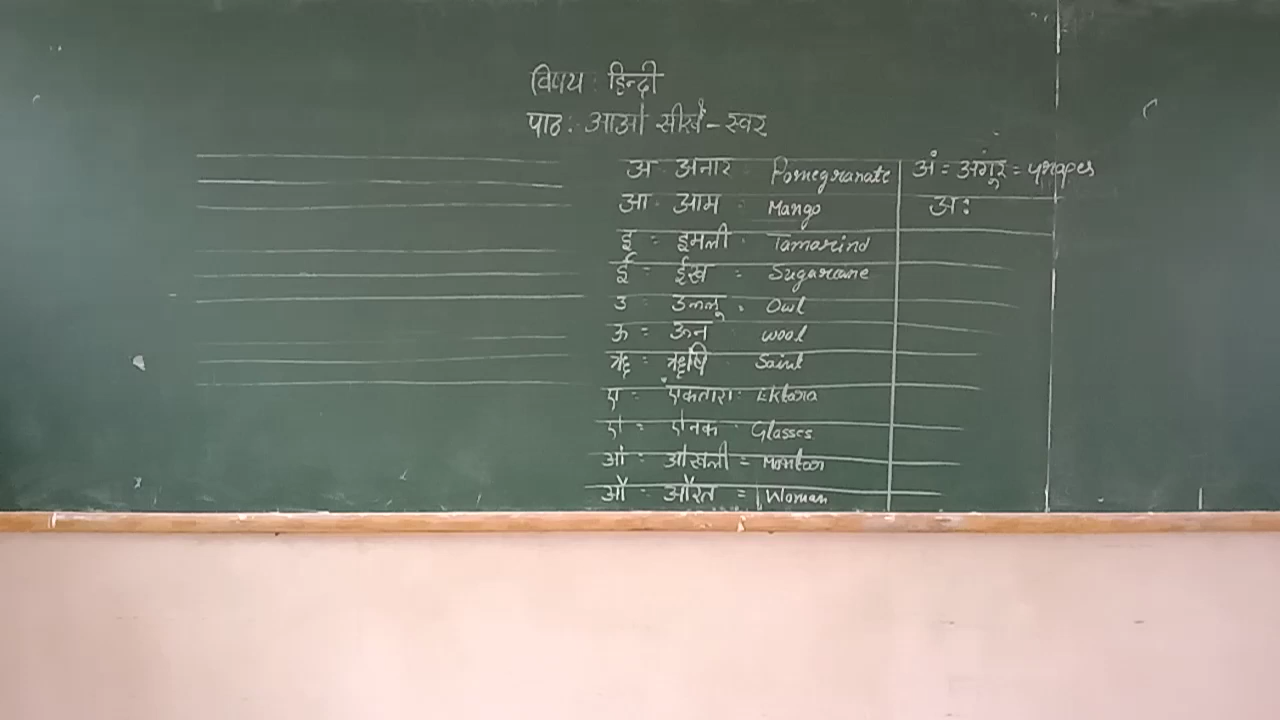 विषय : हिन्दी
पाठ :- आओ सीखें - स्वर
अ अनार Pomegranate
आ आम : Mango
इ = इमली . Tamarind
ई = ईख = Sugarcane
उ = उल्लू = Owl
ऊ = ऊन wool
ऋ = ऋषि Saint
ए = एकतारा : Ektara
ऐ = ऐनक . Glasses
ओ = ओखली = Mortar
औ = औरत = Woman
अं = अंगूर = grapes
अ: